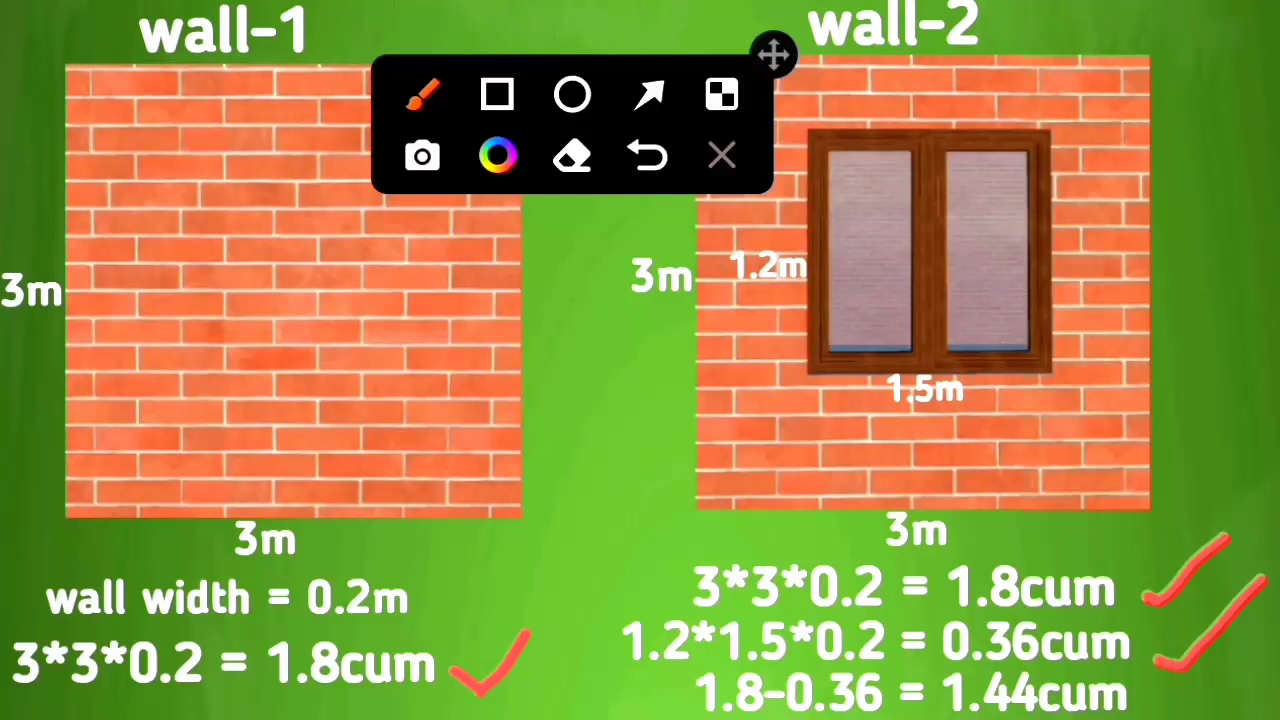 wall-1
wall-2
3m
3m
1.2m
1.5m
3m
3m
wall width = 0.2m
3*3*0.2 = 1.8cum
3*3*0.2 = 1.8cum
1.2*1.5*0.2 = 0.36cum
1.8-0.36 = 1.44cum